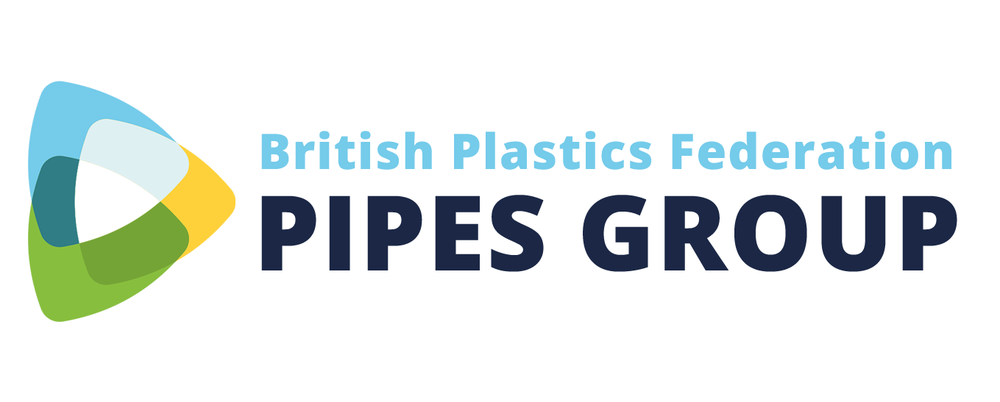 British Plastics Federation
PIPES GROUP